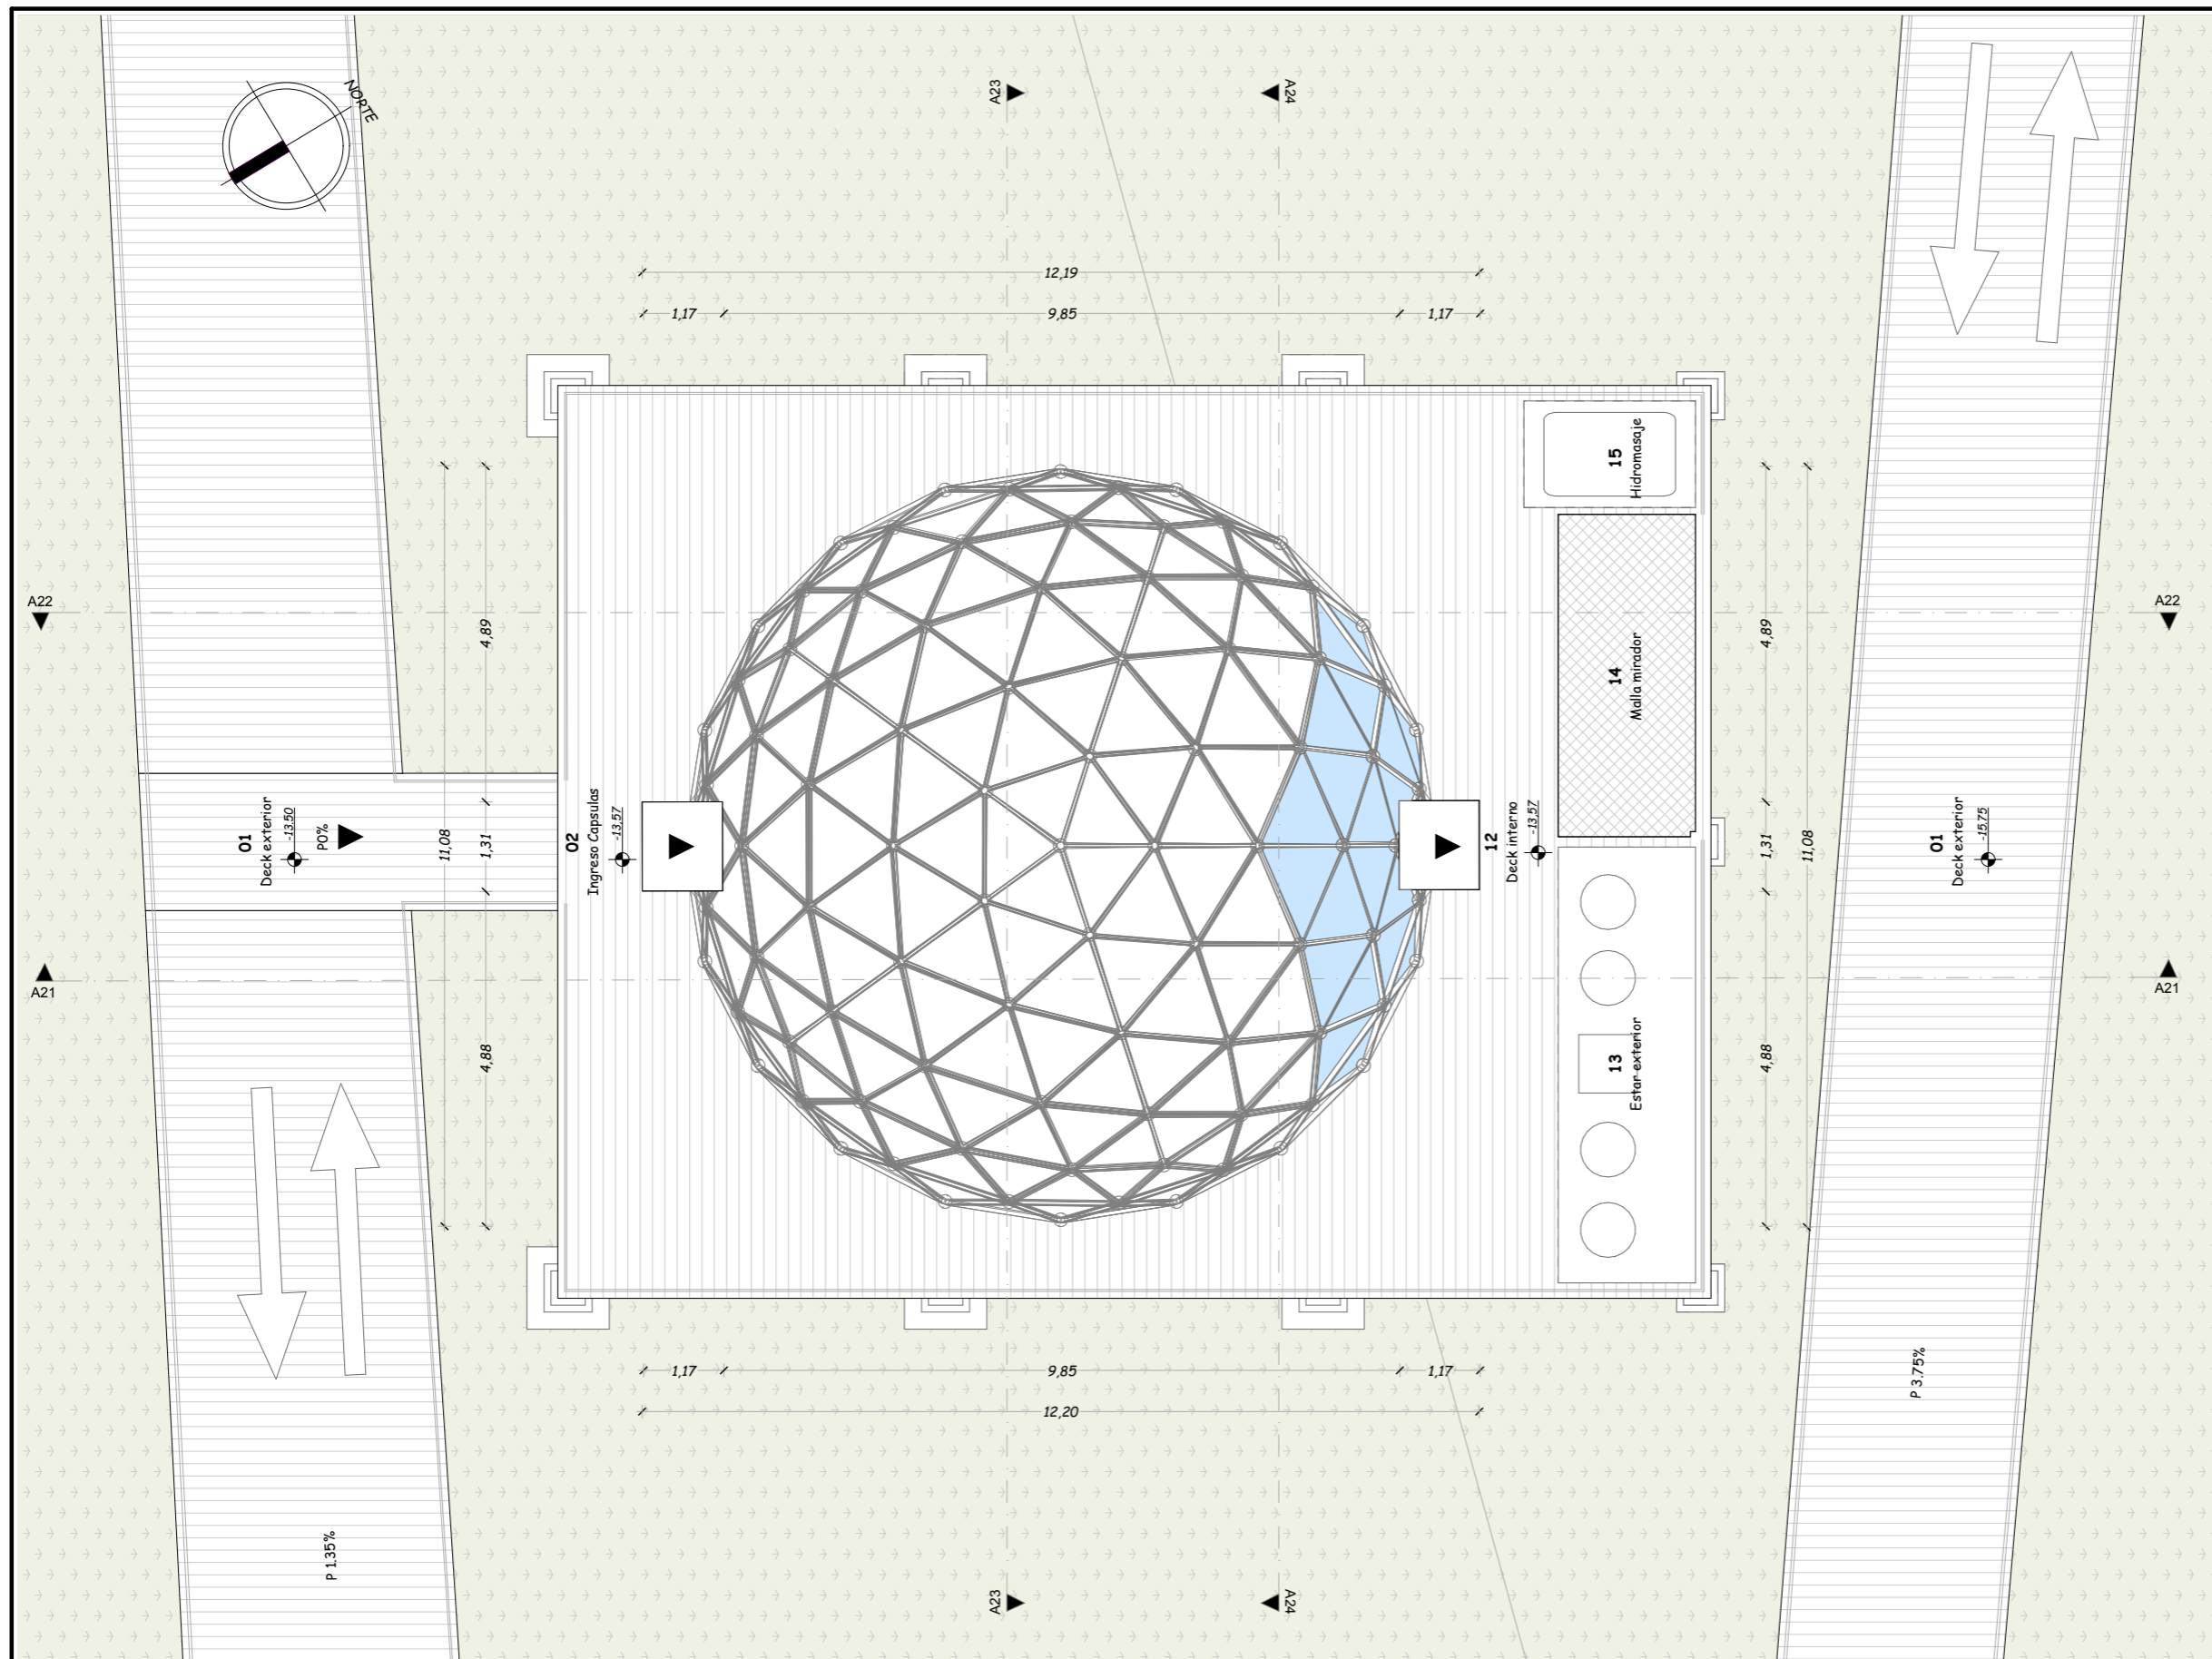 NORTE
A23
A24
12,19
1,17
9,85
1,17
15
Hidromasaje
A22
A22
4,89
4,89
14
Malla mirador
01
Deck exterior
-13,50
P0%
11,08
1,31
02
Ingreso Capsulas
-13,57
12
Deck interno
-13,57
1,31
11,08
01
Deck exterior
-15,75
A21
A21
4,88
4,88
13
Estar exterior
1,17
9,85
1,17
12,20
P 3.75%
P 1.35%
A23
A24